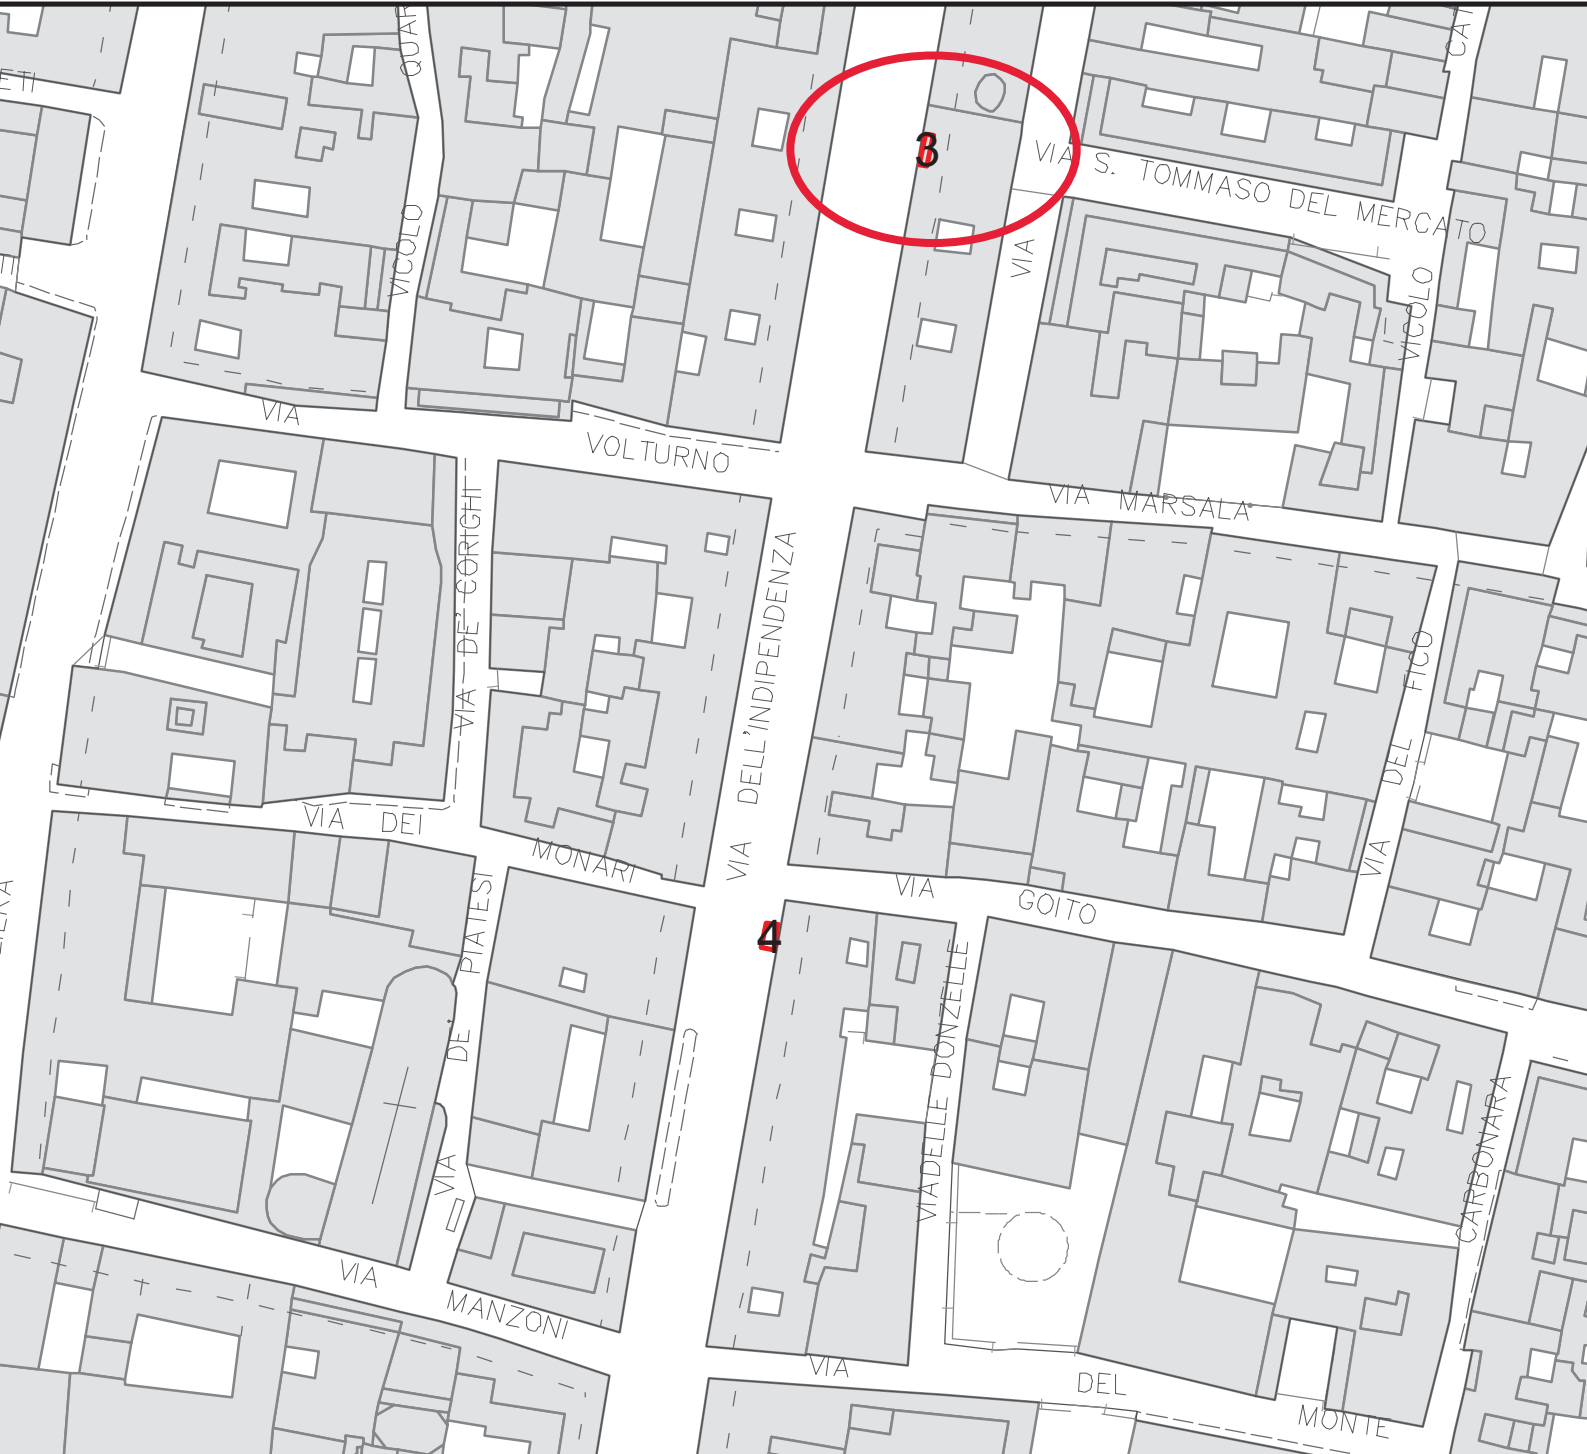 QUAR
CAT
ETI
3
VIA S. TOMMASO DEL MERCATO
VICOLO
VIA
VICOLO
VIA
VOLTURNO
VIA MARSALA
VIA DE' CORIGHI
VIA DELL'INDIPENDENZA
VIA DEL FICO
VIA DEI
MONARI
VIA
GOITO
4
VIA DE PIATESI
VIA DELLE DONZELLE
CARBONARA
VIA
MANZONI
VIA
DEL
MONTE